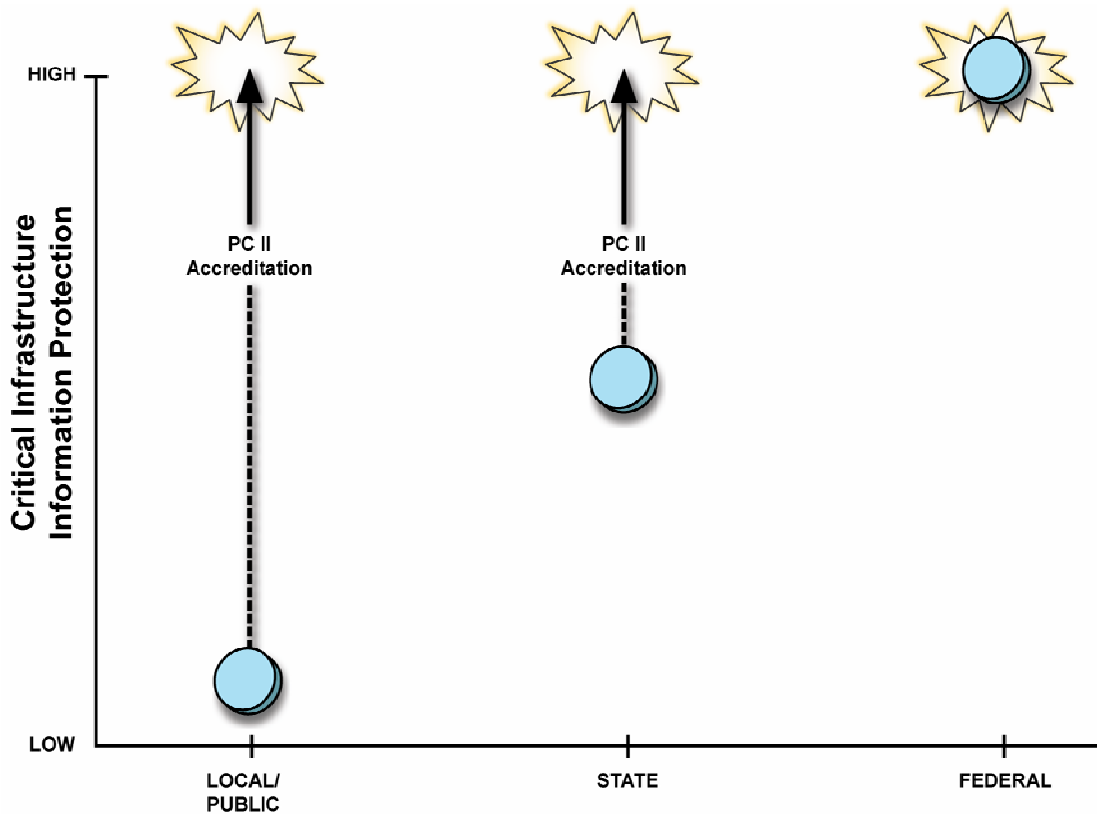 HIGH
PC II
Accreditation
PC II
Accreditation
Critical Infrastructure
Information Protection
LOW
LOCAL/
PUBLIC
STATE
FEDERAL